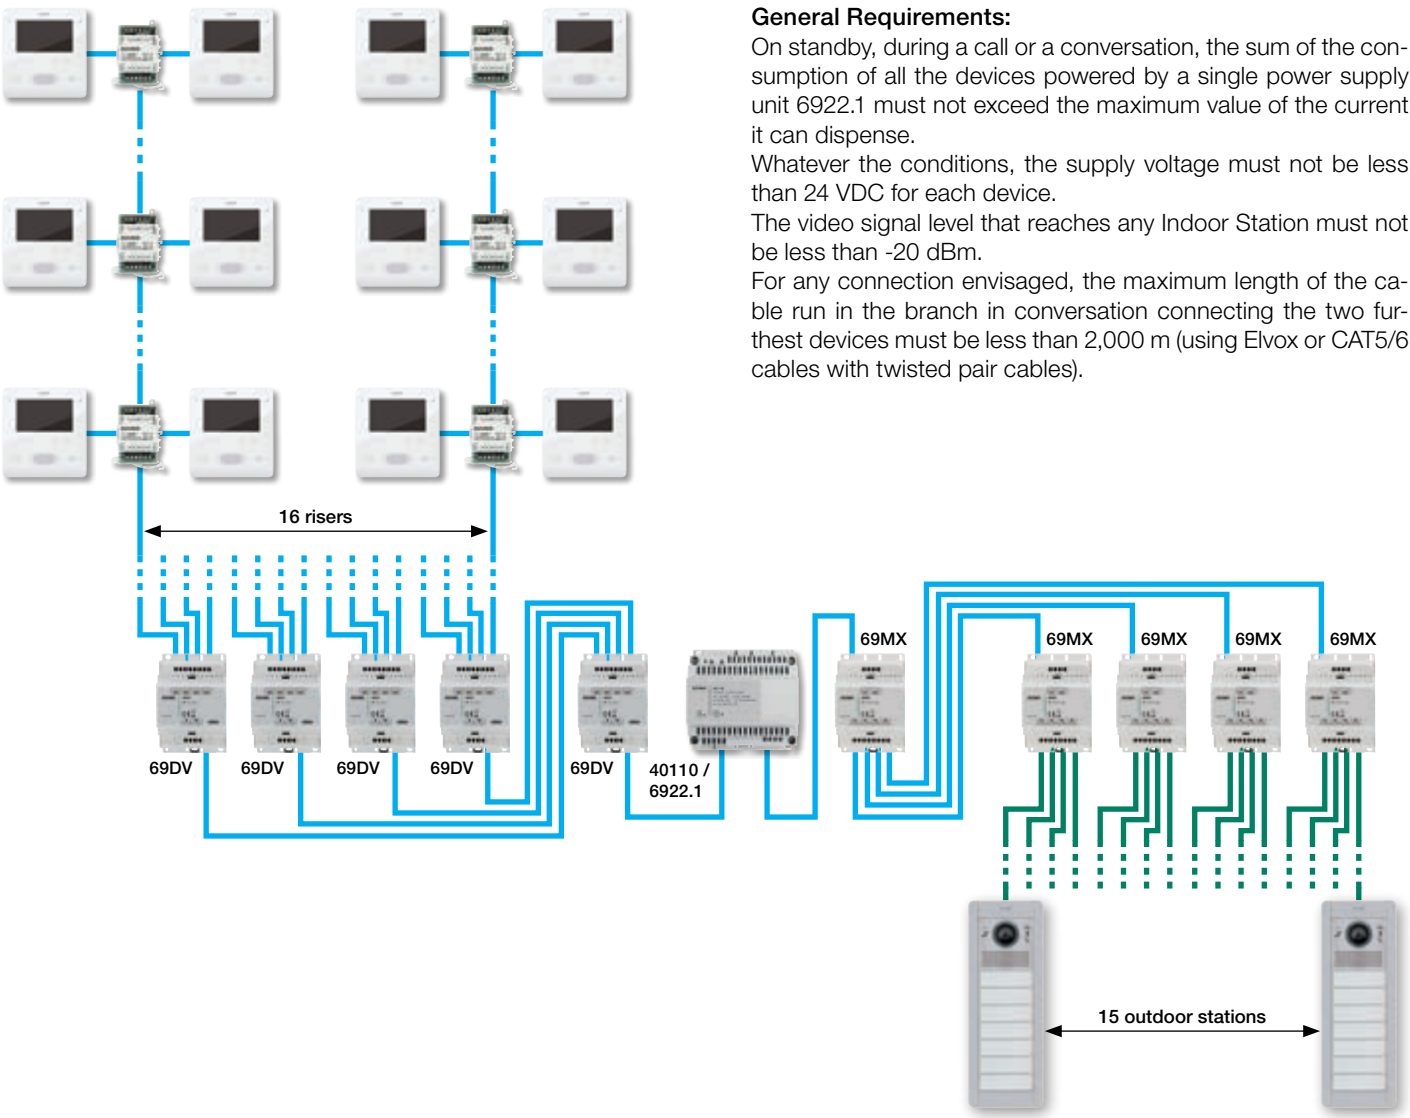 General Requirements:
On standby, during a call or a conversation, the sum of the con-
sumption of all the devices powered by a single power supply
unit 6922.1 must not exceed the maximum value of the current
it can dispense.
Whatever the conditions, the supply voltage must not be less
than 24 VDC for each device.
The video signal level that reaches any Indoor Station must not
be less than -20 dBm.
For any connection envisaged, the maximum length of the ca-
ble run in the branch in conversation connecting the two fur-
thest devices must be less than 2,000 m (using Elvox or CAT5/6
cables with twisted pair cables).
16 risers
69MX
69MX
69MX
69MX
69MX
69DV
69DV
69DV
69DV
69DV
40110 /
6922.1
15 outdoor stations